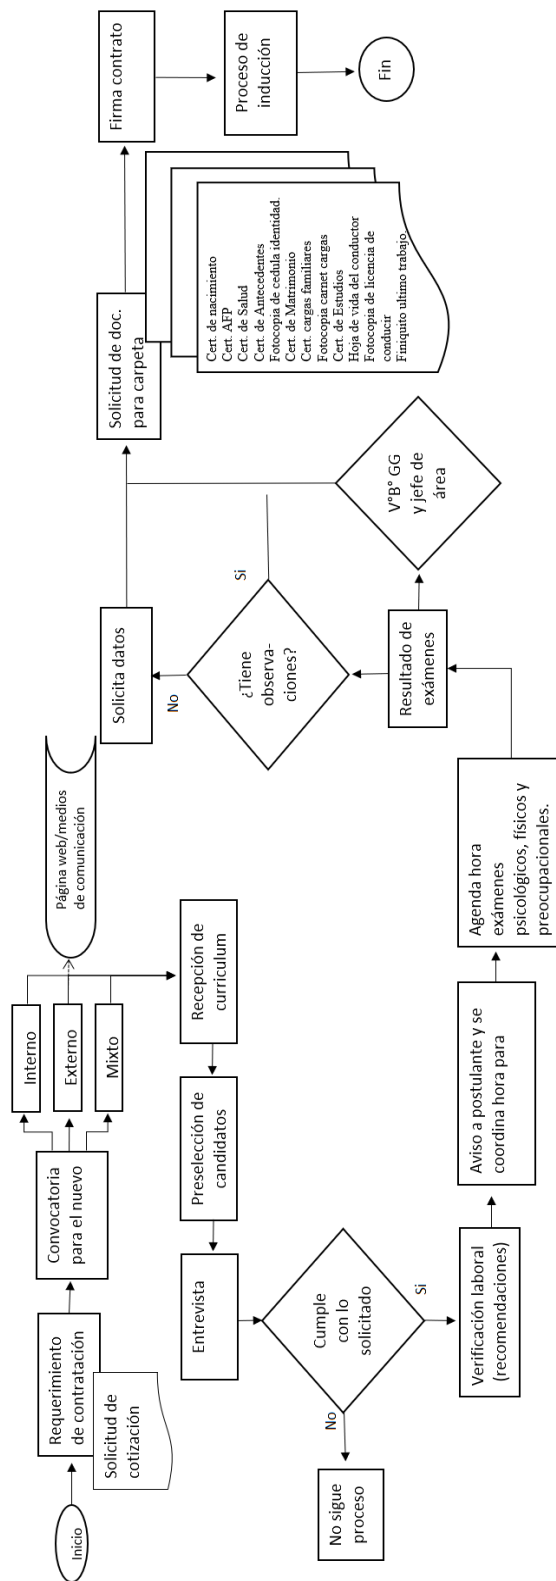 Inicio
Requerimiento
de contratación
Solicitud de
cotización
Convocatoria
para el nuevo
Interno
Externo
Mixto
Página web/medios
de comunicación
Recepción de
curriculum
Preselección de
candidatos
Entrevista
Cumple
con lo
solicitado
No
No sigue
proceso
Si
Verificación laboral
(recomendaciones)
Aviso a postulante y se
coordina hora para
Agenda hora
exámenes
psicológicos, físicos y
preocupacionales.
Resultado de
exámenes
¿Tiene
observa-
ciones?
No
Si
Solicita datos
V°B° GG
y jefe de
área
Solicitud de doc.
para carpeta
Cert. de nacimiento
Cert. AFP
Cert. de Salud
Cert. de Antecedentes
Fotocopia de cedula identidad.
Cert. de Matrimonio
Cert. cargas familiares
Fotocopia carnet cargas
Cert. de Estudios
Hoja de vida del conductor
Fotocopia de licencia de
conducir
Finiquito ultimo trabajo.
Firma contrato
Proceso de
inducción
Fin